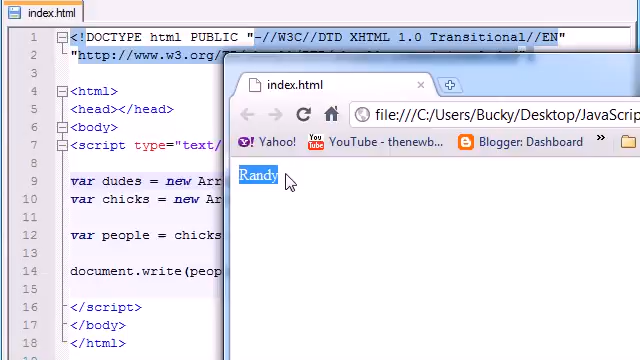 index.html
1 <!DOCTYPE html PUBLIC "-//W3C//DTD XHTML 1.0 Transitional//EN"
2 "http://www.w3.org/
3
4 <html>
5 <head></head>
6 <body>
7 <script type="text/
8
9 var dudes = new Arr
10 var chicks = new Ar
11
12 var people = chicks
13
14 document.write(peop
15
16 </script>
17 </body>
18 </html>
index.html
file:///C:/Users/Bucky/Desktop/JavaScrip
Yahoo!
You Tube
YouTube - thenewb...
Blogger: Dashboard
»
Randy